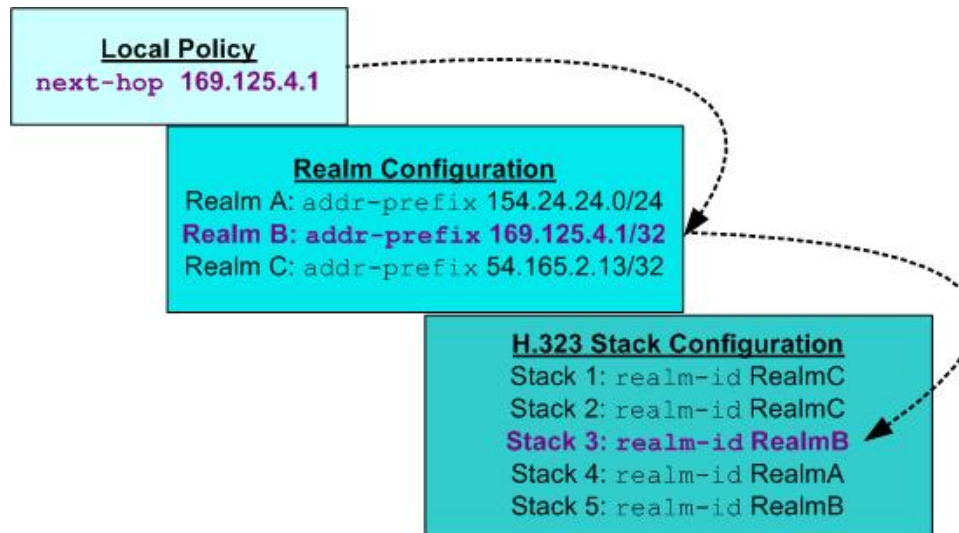 Local Policy
next-hop 169.125.4.1
Realm Configuration
Realm A: addr-prefix 154.24.24.0/24
Realm B: addr-prefix 169.125.4.1/32
Realm C: addr-prefix 54.165.2.13/32
H.323 Stack Configuration
Stack 1: realm-id RealmC
Stack 2: realm-id RealmC
Stack 3: realm-id RealmB
Stack 4: realm-id RealmA
Stack 5: realm-id RealmB